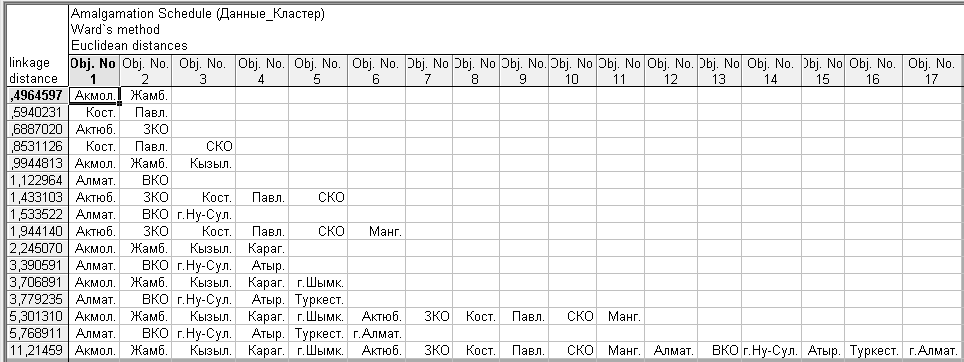 Amalgamation Schedule (Данные_Кластер)
Ward`s method
Euclidean distances
linkage distance Obj. No 1 Obj. No. 2 Obj. No. 3 Obj. No. 4 Obj. No. 5 Obj. No. 6 Obj. No 7 Obj. No 8 Obj. No. 9 Obj. No. 10 Obj. No. 11 Obj. No. 12 Obj. No 13 Obj. No. 14 Obj. No 15 Obj. No. 16 Obj. No. 17
,4964597 Акмол. Жамб.
,5940231 Кост. Павл.
,6887020 Актюб. ЗКО
,8531126 Кост. Павл. СКО
,9944813 Акмол. Жамб. Кызыл.
1,122964 Алмат. ВКО
1,433103 Актюб. ЗКО Кост. Павл. СКО
1,533522 Алмат. ВКО г.Ну-Сул.
1,944140 Актюб. ЗКО Кост. Павл. СКО Манг.
2,245070 Акмол. Жамб. Кызыл. Караг.
3,390591 Алмат. ВКО г.Ну-Сул. Атыр.
3,706891 Акмол. Жамб. Кызыл. Караг. г.Шымк.
3,779235 Алмат. ВКО г.Ну-Сул. Атыр. Туркест.
5,301310 Акмол. Жамб. Кызыл. Караг. г.Шымк. Актюб. ЗКО Кост. Павл. СКО Манг.
5,768911 Алмат. ВКО г.Ну-Сул. Атыр. Туркест. г.Алмат.
11,21459 Акмол. Жамб. Кызыл. Караг. г.Шымк. Актюб. ЗКО Кост. Павл. СКО Манг. Алмат. ВКО г.Ну-Сул. Атыр. Туркест. г.Алмат.